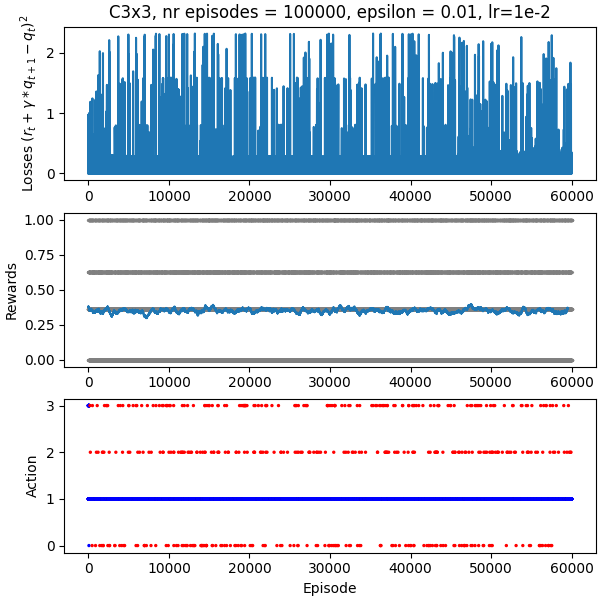 C3x3, nr episodes = 100000, epsilon = 0.01, lr=1e-2
Losses $(r_t + \gamma * q_{t+1} - q_t)^2$
2
1
0
0 10000 20000 30000 40000 50000 60000
Rewards
1.00
0.75
0.50
0.25
0.00
0 10000 20000 30000 40000 50000 60000
Action
3
2
1
0
0 10000 20000 30000 40000 50000 60000
Episode